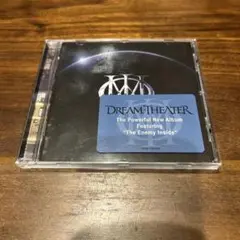 DREAM THEATER
The Powerful New Album
Featuring
"The Enemy Inside"